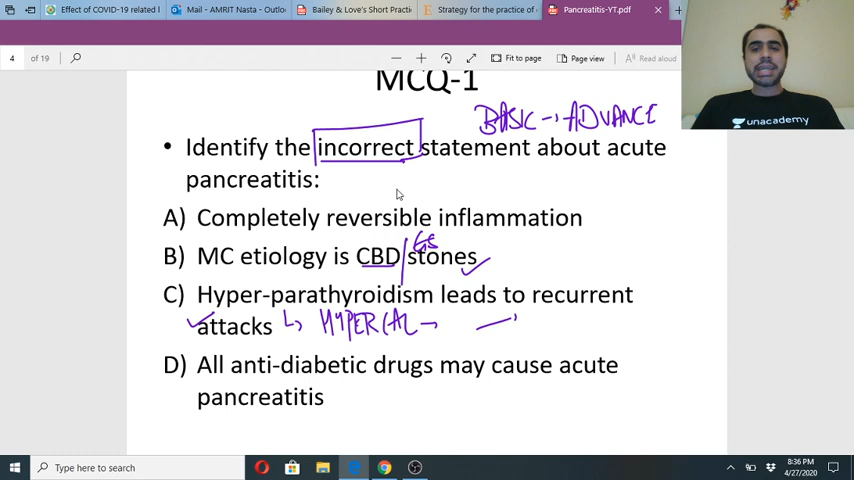 Effect of COVID-19 related l
Mail - AMRIT Nasta - Outlo
Bailey & Love's Short Practi
Strategy for the practice of
Pancreatitis-YT.pdf
4 of 19
Fit to page
Page view
Read aloud
MCQ-1
BASIC → ADVANCE
unacademy
• Identify the incorrect statement about acute
pancreatitis:
A) Completely reversible inflammation
GS
B) MC etiology is CBD/stones
C) Hyper-parathyroidism leads to recurrent
attacks ↳ HYPERCAL →
D) All anti-diabetic drugs may cause acute
pancreatitis
Type here to search
8:36 PM
4/27/2020